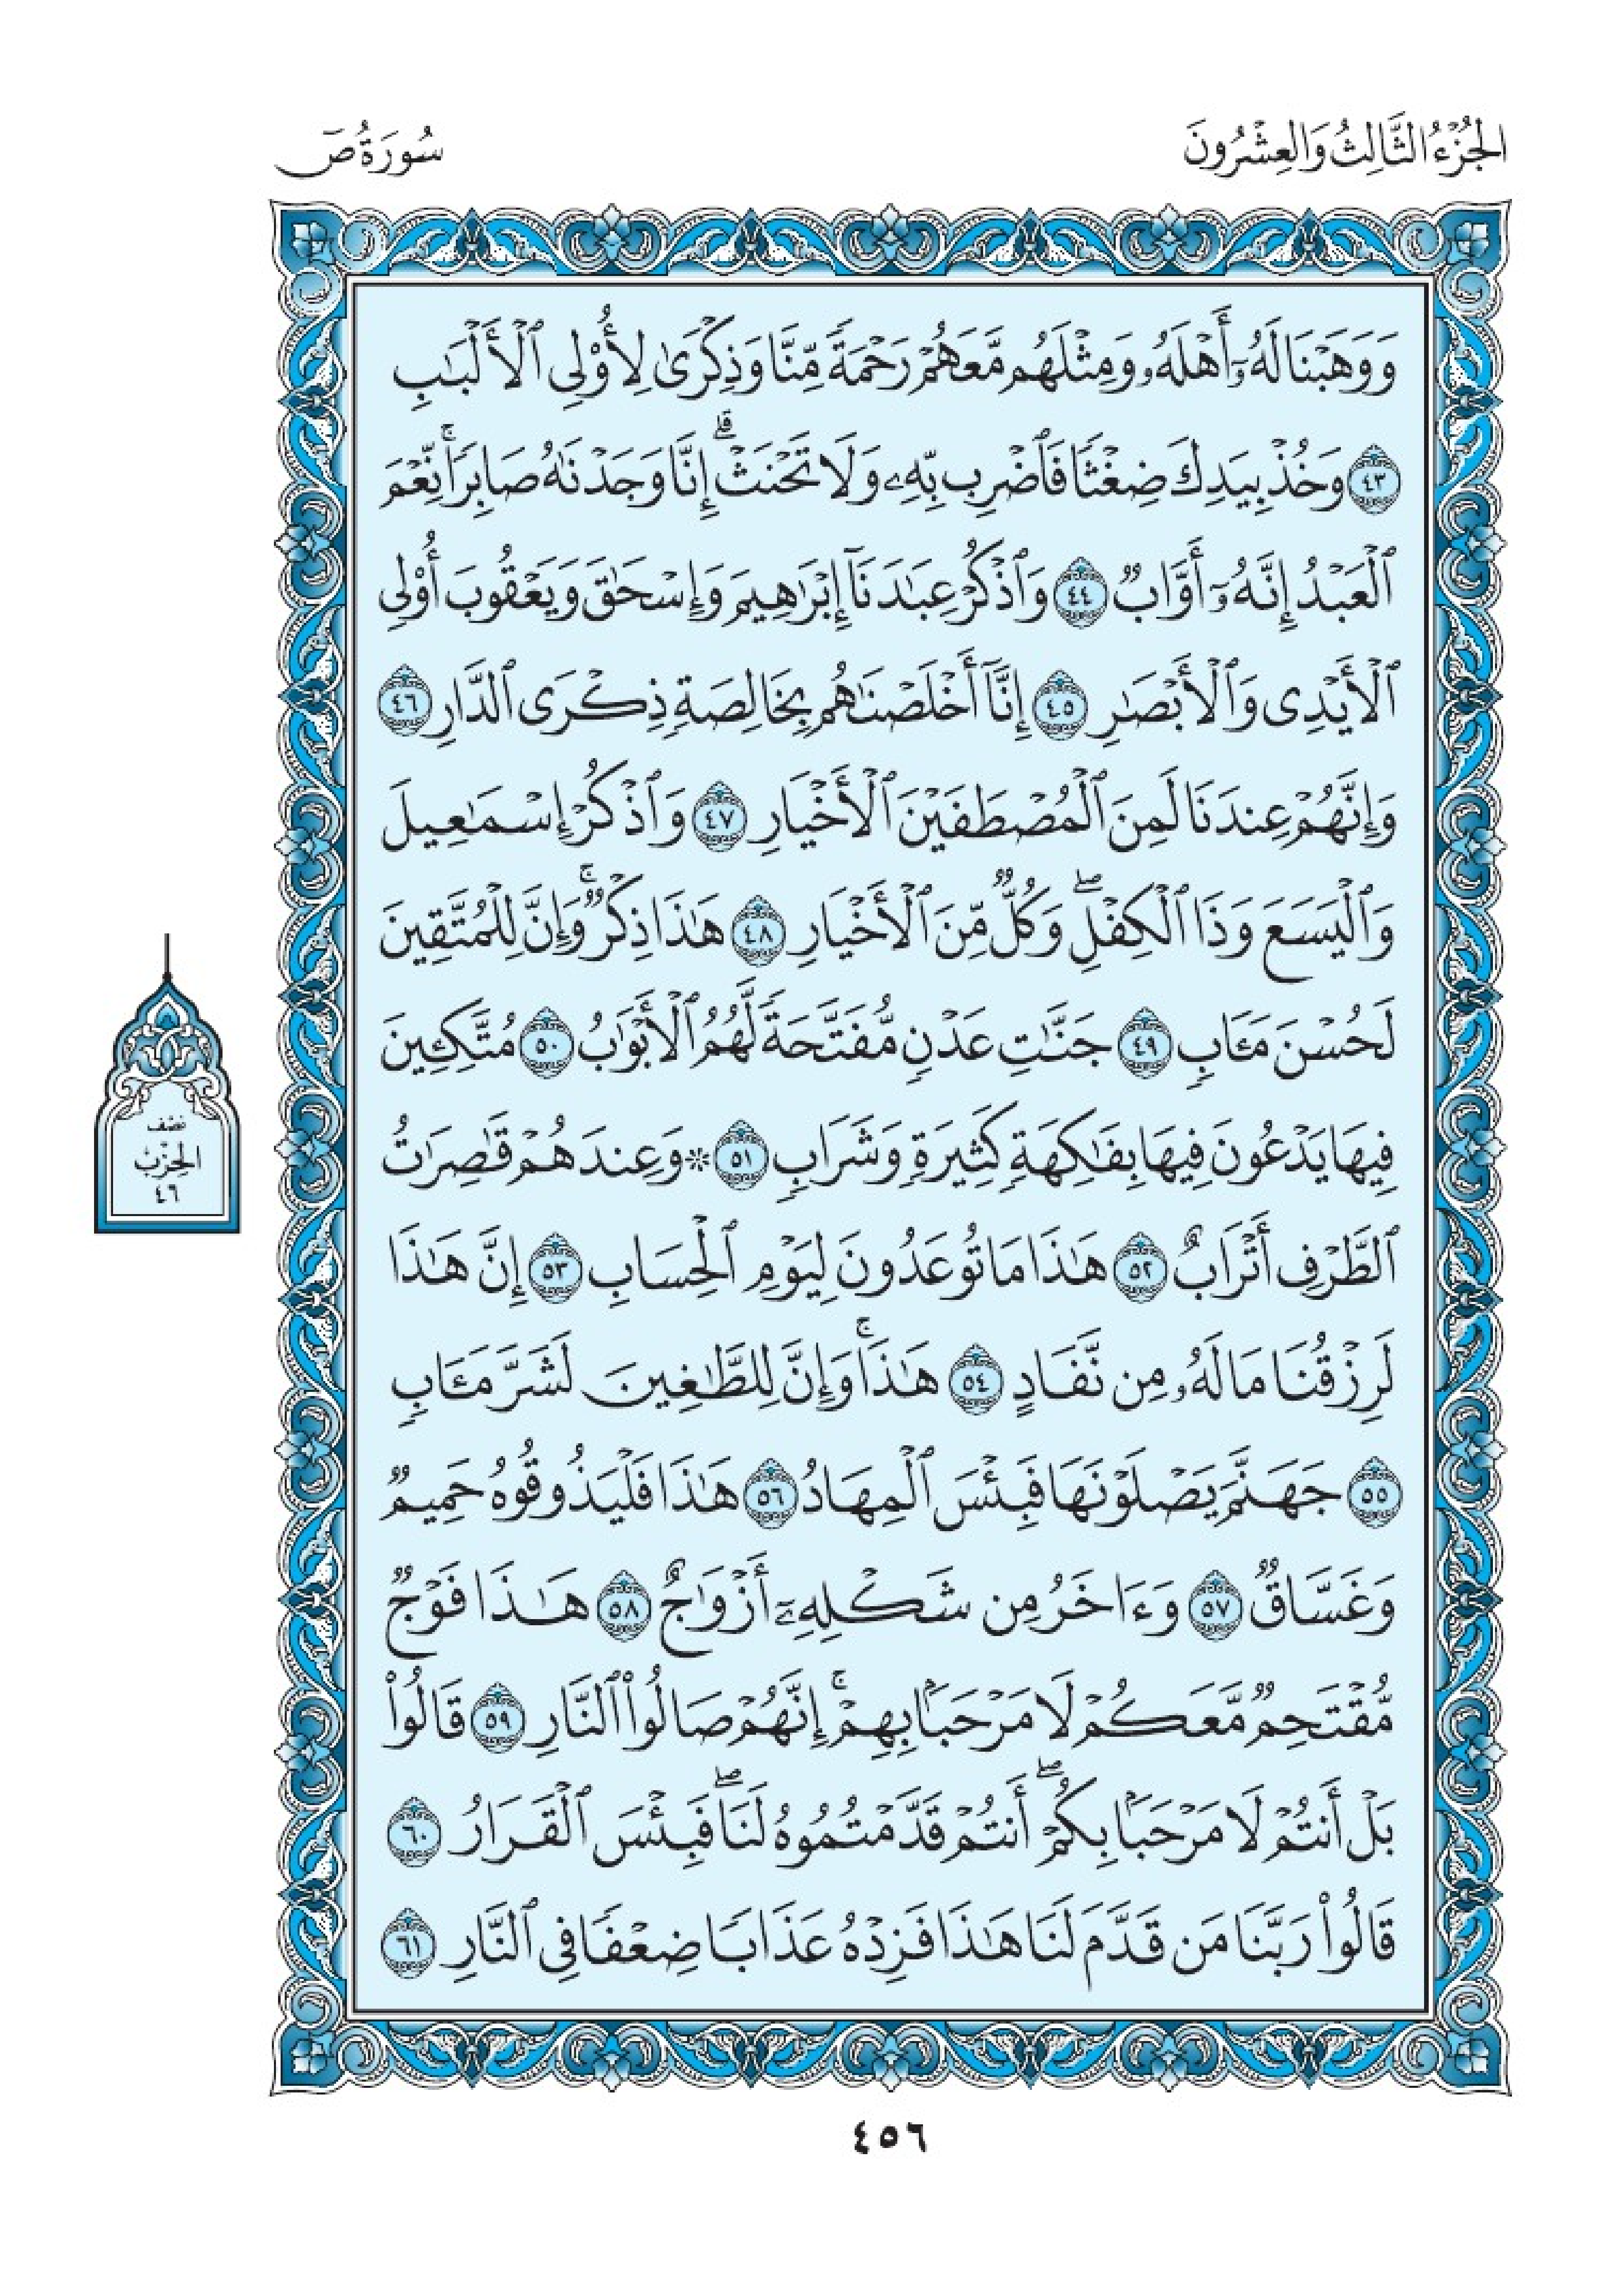 الجُزْءُ الثَّالِثُ وَالعِشْرُونَ
سُورَةُ صٓ
وَوَهَبْنَا لَهُۥٓ أَهْلَهُۥ وَمِثْلَهُم مَّعَهُمْ رَحْمَةً مِّنَّا وَذِكْرَىٰ لِأُو۟لِى ٱلْأَلْبَـٰبِ
٤٣ وَخُذْ بِيَدِكَ ضِغْثًا فَٱضْرِب بِّهِۦ وَلَا تَحْنَثْ ۗ إِنَّا وَجَدْنَـٰهُ صَابِرًا ۚ نِّعْمَ
ٱلْعَبْدُ إِنَّهُۥٓ أَوَّابٌ ٤٤ وَٱذْكُرْ عِبَـٰدَنَآ إِبْرَٰهِيمَ وَإِسْحَـٰقَ وَيَعْقُوبَ أُو۟لِى
ٱلْأَيْدِى وَٱلْأَبْصَـٰرِ ٤٥ إِنَّآ أَخْلَصْنَـٰهُم بِخَالِصَةٍ ذِكْرَى ٱلدَّارِ ٤٦
وَإِنَّهُمْ عِندَنَا لَمِنَ ٱلْمُصْطَفَيْنَ ٱلْأَخْيَارِ ٤٧ وَٱذْكُرْ إِسْمَـٰعِيلَ
وَٱلْيَسَعَ وَذَا ٱلْكِفْلِ ۖ وَكُلٌّ مِّنَ ٱلْأَخْيَارِ ٤٨ هَـٰذَا ذِكْرٌ ۚ وَإِنَّ لِلْمُتَّقِينَ
لَحُسْنَ مَـَٔابٍ ٤٩ جَنَّـٰتِ عَدْنٍ مُّفَتَّحَةً لَّهُمُ ٱلْأَبْوَٰبُ ٥٠ مُتَّكِـِٔينَ
فِيهَا يَدْعُونَ فِيهَا بِفَـٰكِهَةٍ كَثِيرَةٍ وَشَرَابٍ ٥١ * وَعِندَهُمْ قَـٰصِرَٰتُ
ٱلطَّرْفِ أَتْرَابٌ ٥٢ هَـٰذَا مَا تُوعَدُونَ لِيَوْمِ ٱلْحِسَابِ ٥٣ إِنَّ هَـٰذَا
لَرِزْقُنَا مَا لَهُۥ مِن نَّفَادٍ ٥٤ هَـٰذَا ۚ وَإِنَّ لِلطَّـٰغِينَ لَشَرَّ مَـَٔابٍ
٥٥ جَهَنَّمَ يَصْلَوْنَهَا فَبِئْسَ ٱلْمِهَادُ ٥٦ هَـٰذَا فَلْيَذُوقُوهُ حَمِيمٌ
وَغَسَّاقٌ ٥٧ وَءَاخَرُ مِن شَكْلِهِۦٓ أَزْوَٰجٌ ٥٨ هَـٰذَا فَوْجٌ
مُّقْتَحِمٌ مَّعَكُمْ لَا مَرْحَبًۢا بِهِمْ ۚ إِنَّهُمْ صَالُوا۟ ٱلنَّارِ ٥٩ قَالُوا۟
بَلْ أَنتُمْ لَا مَرْحَبًۢا بِكُمْ ۖ أَنتُمْ قَدَّمْتُمُوهُ لَنَا ۖ فَبِئْسَ ٱلْقَرَارُ ٦٠
قَالُوا۟ رَبَّنَا مَن قَدَّمَ لَنَا هَـٰذَا فَزِدْهُ عَذَابًا ضِعْفًا فِى ٱلنَّارِ ٦١
نصف
الحِزْبُ
٤٦
٤٥٦